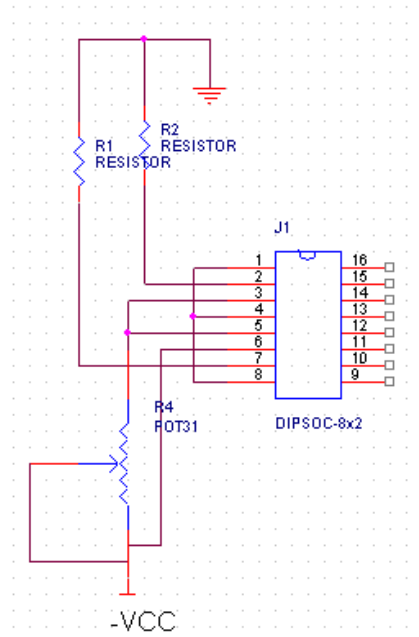 R1
RESISTOR
R2
RESISTOR
J1
1
2
3
4
5
6
7
8
16
15
14
13
12
11
10
9
DIPSOC-8x2
R4
POT31
-VCC